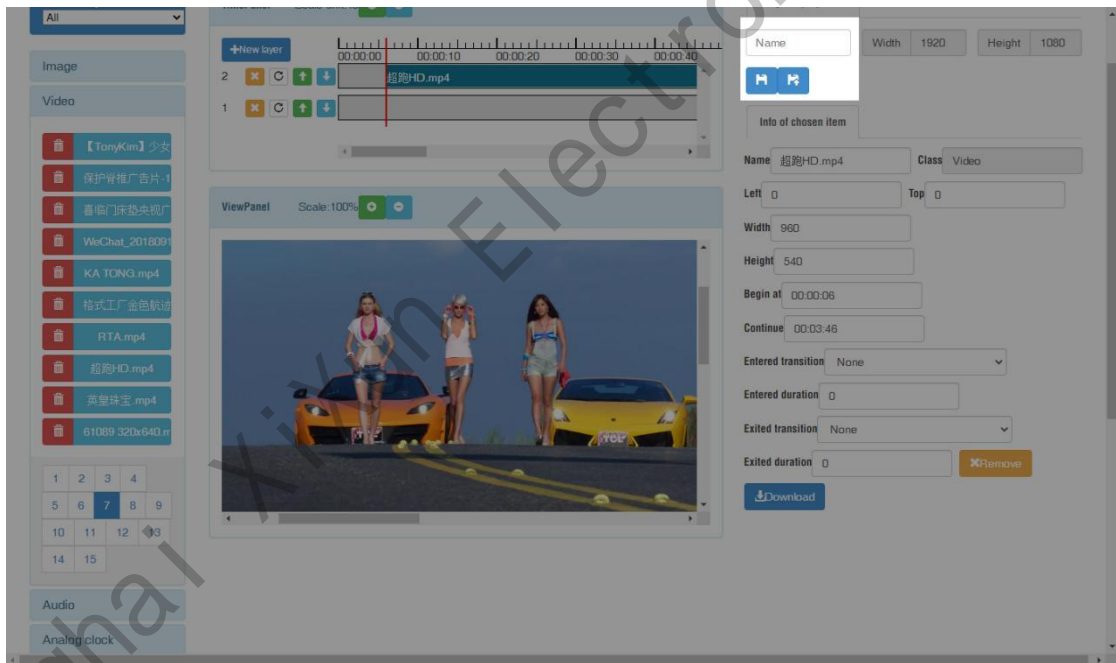 All
Image
Video
【TonyKim】少女
保护脊椎广告片-1
喜临门床垫央视广
WeChat_2018091
KA TONG.mp4
格式工厂金色航迹
RTA.mp4
超跑HD.mp4
英皇珠宝.mp4
61089 320x640.m
1 2 3 4
5 6 7 8 9
10 11 12 13
14 15
Audio
Analog clock
New layer
00:00:00 00:00:10 00:00:20 00:00:30 00:00:40
2 超跑HD.mp4
1
ViewPanel Scale:100%
TCL
Name Width 1920 Height 1080
Info of chosen item
Name 超跑HD.mp4 Class Video
Left 0 Top 0
Width 960
Height 540
Begin at 00:00:06
Continue 00:03:46
Entered transition None
Entered duration 0
Exited transition None
Exited duration 0 Remove
Download
hai Xixun Electro